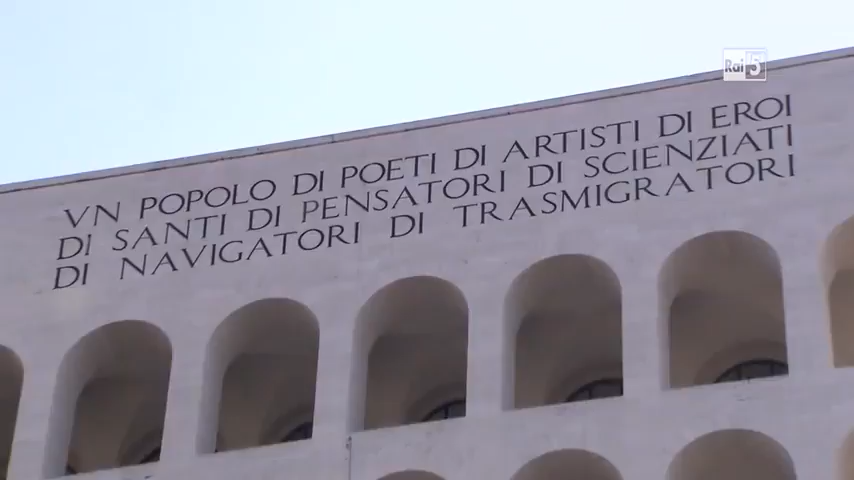 Rai 5
VN POPOLO DI POETI DI ARTISTI DI EROI
DI SANTI DI PENSATORI DI SCIENZIATI
DI NAVIGATORI DI TRASMIGRATORI